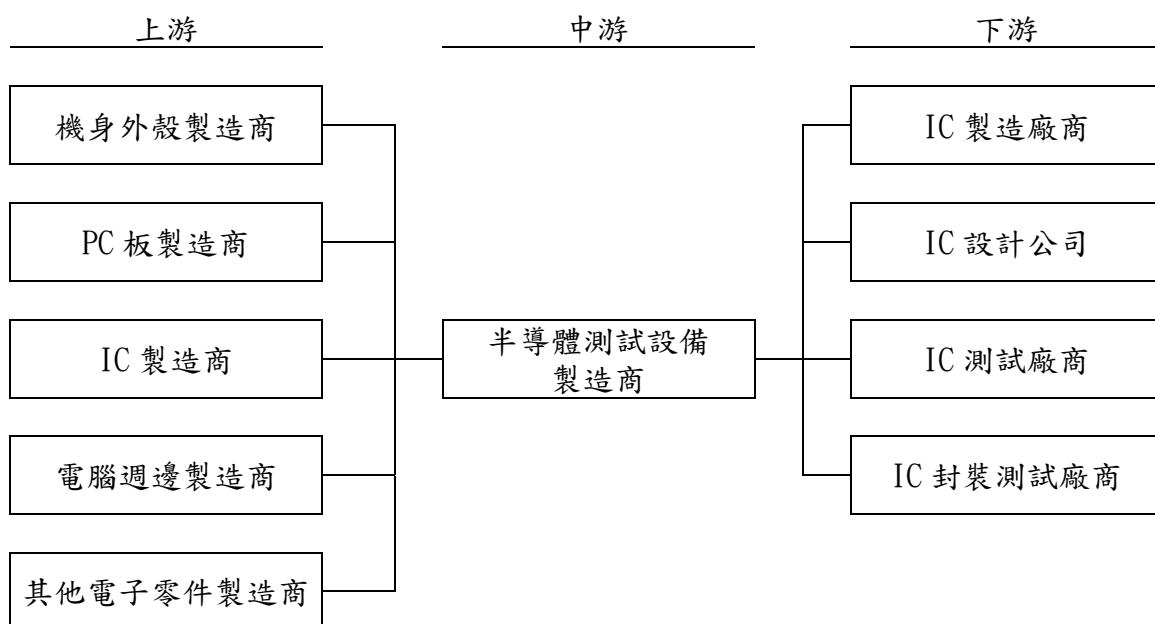 上游
中游
下游
機身外殼製造商
IC 製造廠商
PC 板製造商
IC 設計公司
IC 製造商
半導體測試設備
製造商
IC 測試廠商
電腦週邊製造商
IC 封裝測試廠商
其他電子零件製造商